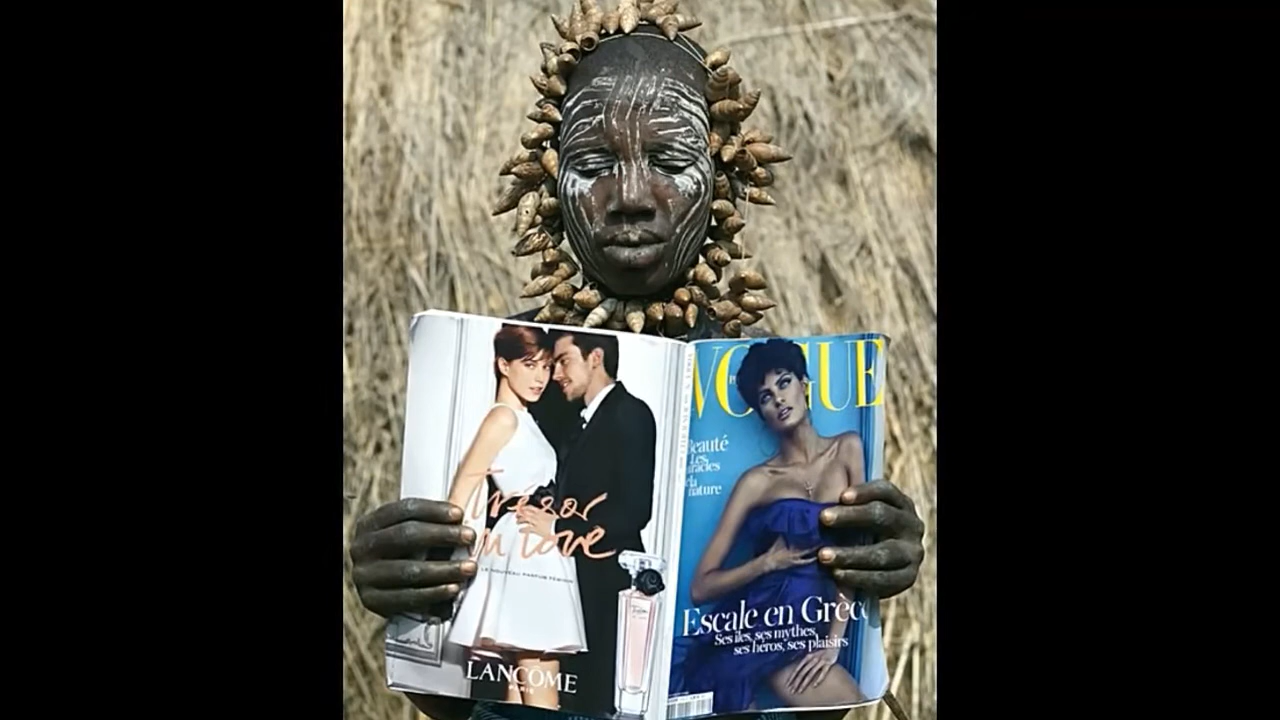 Trésor
in Love
LE NOUVEAU PARFUM FÉMININ
LANCÔME
PARIS
VOGUE
Beauté
Les
miracles
la
nature
Escale en Grèce
Ses îles, ses mythes,
ses héros, ses plaisirs